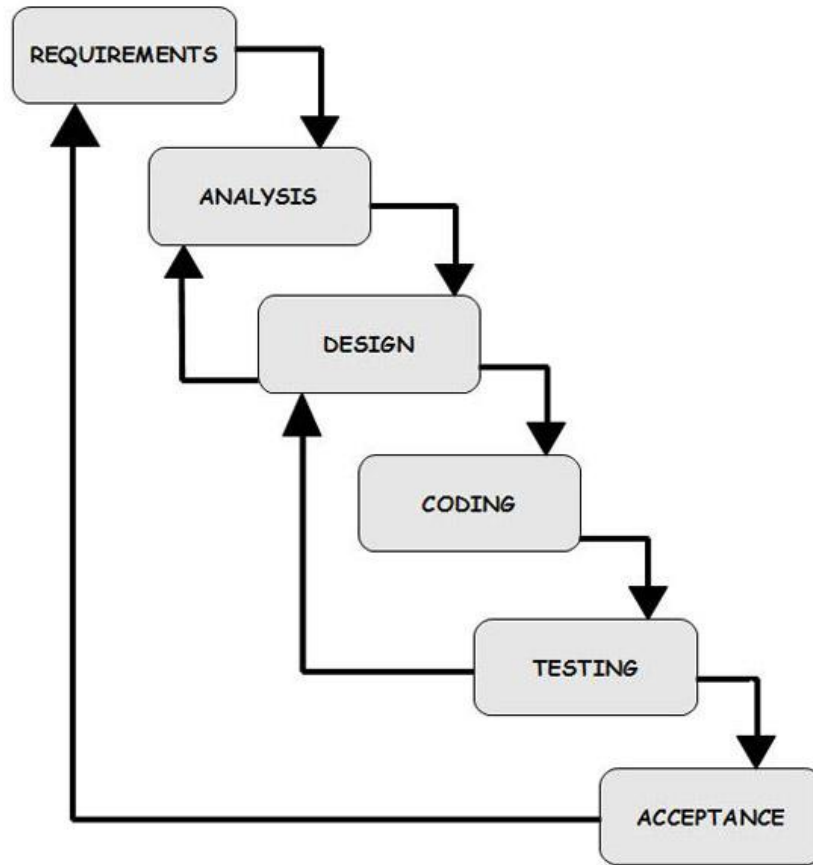 REQUIREMENTS
ANALYSIS
DESIGN
CODING
TESTING
ACCEPTANCE